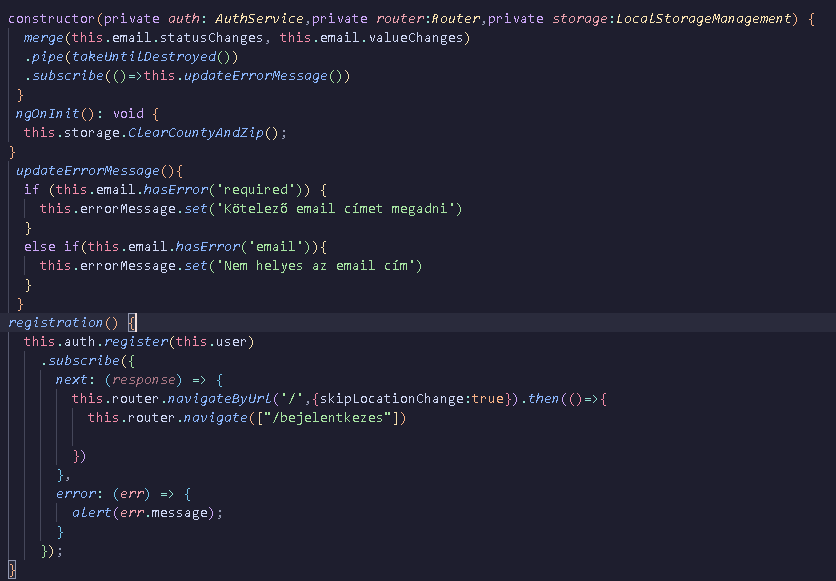 constructor(private auth: AuthService,private router:Router,private storage:LocalStorageManagement) {
  merge(this.email.statusChanges, this.email.valueChanges)
  .pipe(takeUntilDestroyed())
  .subscribe(()=>this.updateErrorMessage())
 }
 ngOnInit(): void {
  this.storage.ClearCountyAndZip();
}
 updateErrorMessage(){
  if (this.email.hasError('required')) {
    this.errorMessage.set('Kötelező email címet megadni')
  }
  else if(this.email.hasError('email')){
    this.errorMessage.set('Nem helyes az email cím')
  }
 }
registration() {
  this.auth.register(this.user)
    .subscribe({
      next: (response) => {
        this.router.navigateByUrl('/',{skipLocationChange:true}).then(()=>{
          this.router.navigate(["/bejelentkezes"])
        })
      },
      error: (err) => {
        alert(err.message);
      }
    });
}